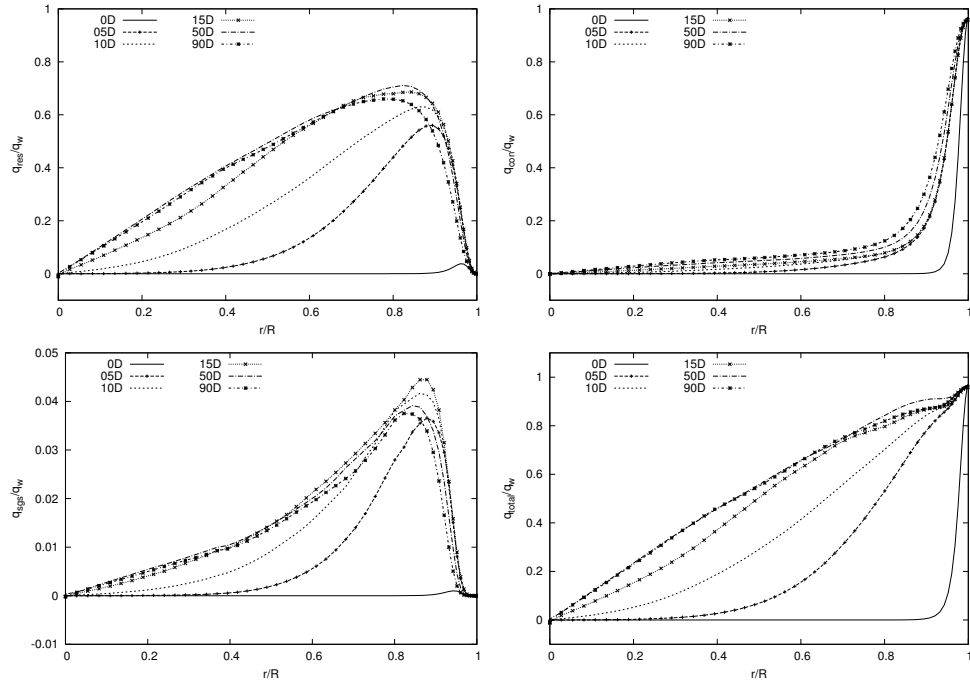 0D 15D
05D 50D
10D 90D
1
0.8
0.6
0.4
0.2
0
q_res/q_w
0 0.2 0.4 0.6 0.8 1
r/R
0D 15D
05D 50D
10D 90D
1
0.8
0.6
0.4
0.2
0
q_con/q_w
0 0.2 0.4 0.6 0.8 1
r/R
0.05
0D 15D
05D 50D
10D 90D
0.04
0.03
0.02
0.01
0
-0.01
q_sgs/q_w
0 0.2 0.4 0.6 0.8 1
r/R
0D 15D
05D 50D
10D 90D
1
0.8
0.6
0.4
0.2
0
q_total/q_w
0 0.2 0.4 0.6 0.8 1
r/R